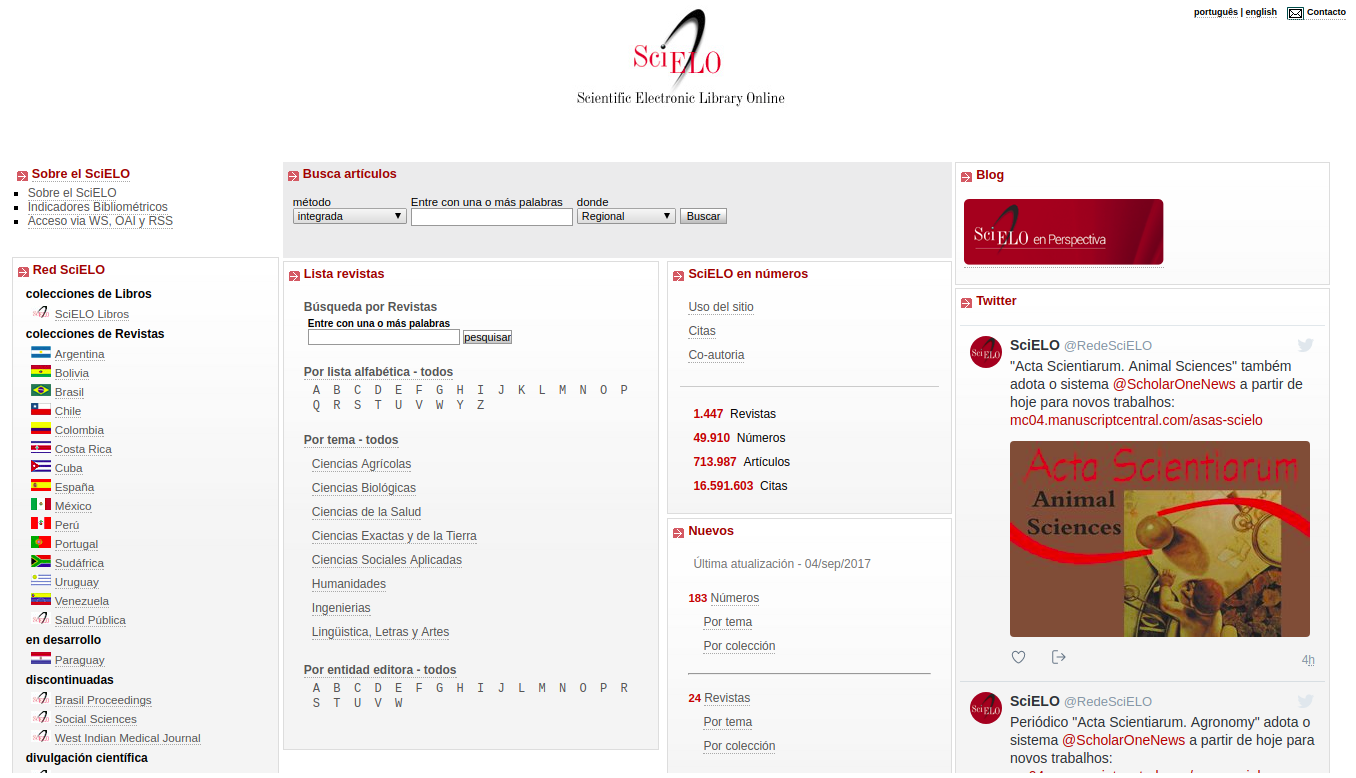 português | english Contacto
SciELO
Scientific Electronic Library Online
Sobre el SciELO
Sobre el SciELO
Indicadores Bibliométricos
Acceso via WS, OAI y RSS
Red SciELO
colecciones de Libros
SciELO Libros
colecciones de Revistas
Argentina
Bolivia
Brasil
Chile
Colombia
Costa Rica
Cuba
España
México
Perú
Portugal
Sudáfrica
Uruguay
Venezuela
Salud Pública
en desarrollo
Paraguay
discontinuadas
Brasil Proceedings
Social Sciences
West Indian Medical Journal
divulgación científica
Busca artículos
método Entre con una o más palabras donde
integrada Regional Buscar
Lista revistas
Búsqueda por Revistas
Entre con una o más palabras
pesquisar
Por lista alfabética - todos
A B C D E F G H I J K L M N O P
Q R S T U V W Y Z
Por tema - todos
Ciencias Agrícolas
Ciencias Biológicas
Ciencias de la Salud
Ciencias Exactas y de la Tierra
Ciencias Sociales Aplicadas
Humanidades
Ingenierias
Lingüistica, Letras y Artes
Por entidad editora - todos
A B C D E F G H I J L M N O P R
S T U V W
SciELO en números
Uso del sitio
Citas
Co-autoria
1.447 Revistas
49.910 Números
713.987 Artículos
16.591.603 Citas
Nuevos
Última atualización - 04/sep/2017
183 Números
Por tema
Por colección
24 Revistas
Por tema
Por colección
Blog
SciELO en Perspectiva
Twitter
SciELO @RedeSciELO
"Acta Scientiarum. Animal Sciences" também
adota o sistema @ScholarOneNews a partir de
hoje para novos trabalhos:
mc04.manuscriptcentral.com/asas-scielo
Acta Scientiarum
Animal
Sciences
4h
SciELO @RedeSciELO
Periódico "Acta Scientiarum. Agronomy" adota o
sistema @ScholarOneNews a partir de hoje para
novos trabalhos: